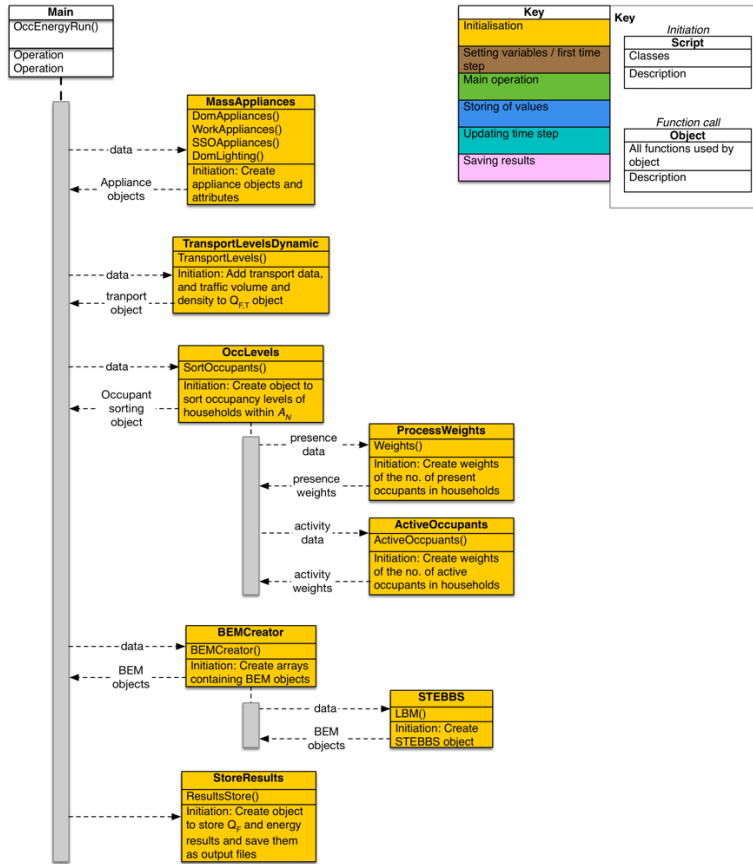 Main
OccEnergyRun()
Operation
Operation
Key
Initialisation
Setting variables / first time
step
Main operation
Storing of values
Updating time step
Saving results
Key
Initiation
Script
Classes
Description
Function call
Object
All functions used by
object
Description
MassAppliances
DomAppliances()
WorkAppliances()
SSOAppliances()
DomLighting()
Initiation: Create
appliance objects and
attributes
data
Appliance
objects
TransportLevelsDynamic
TransportLevels()
Initiation: Add transport data,
and traffic volume and
density to Q_{F,T} object
data
tranport
object
OccLevels
SortOccupants()
Initiation: Create object to
sort occupancy levels of
households within A_N
data
Occupant
sorting
object
ProcessWeights
Weights()
Initiation: Create weights
of the no. of present
occupants in households
presence
data
presence
weights
ActiveOccupants
ActiveOccpuants()
Initiation: Create weights
of the no. of active
occupants in households
activity
data
activity
weights
BEMCreator
BEMCreator()
Initiation: Create arrays
containing BEM objects
data
BEM
objects
STEBBS
LBM()
Initiation: Create
STEBBS object
data
BEM
objects
StoreResults
ResultsStore()
Initiation: Create object
to store Q_F and energy
results and save them
as output files